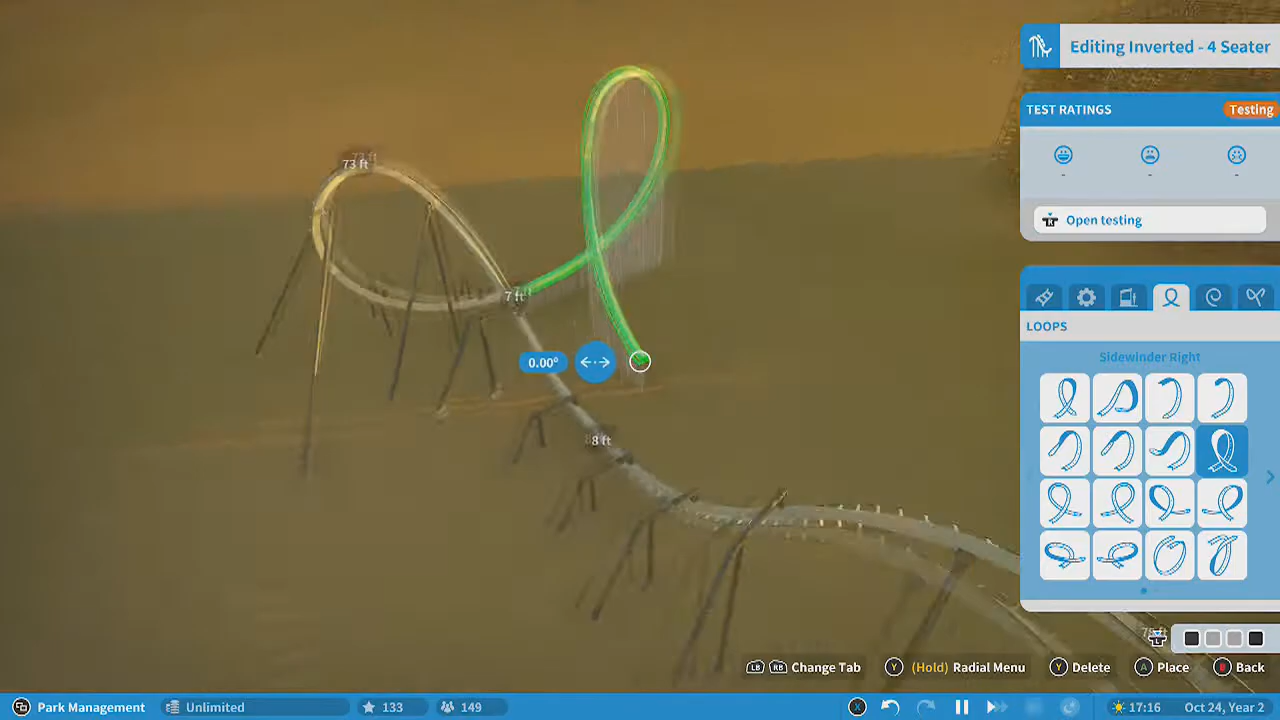 Editing Inverted - 4 Seater
TEST RATINGS
Testing
-
-
-
Open testing
LOOPS
Sidewinder Right
73 ft
7 ft
0.00°
8 ft
LB RB Change Tab
Y (Hold) Radial Menu
Y Delete
A Place
B Back
Park Management
Unlimited
133
149
X
17:16
Oct 24, Year 2